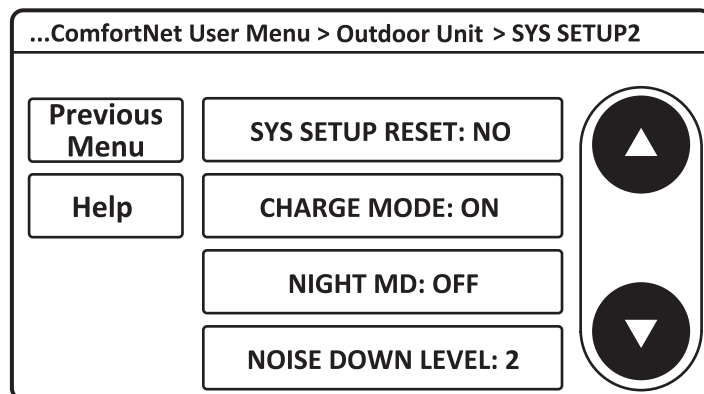 ...ComfortNet User Menu > Outdoor Unit > SYS SETUP2
Previous
Menu
SYS SETUP RESET: NO
Help
CHARGE MODE: ON
NIGHT MD: OFF
NOISE DOWN LEVEL: 2